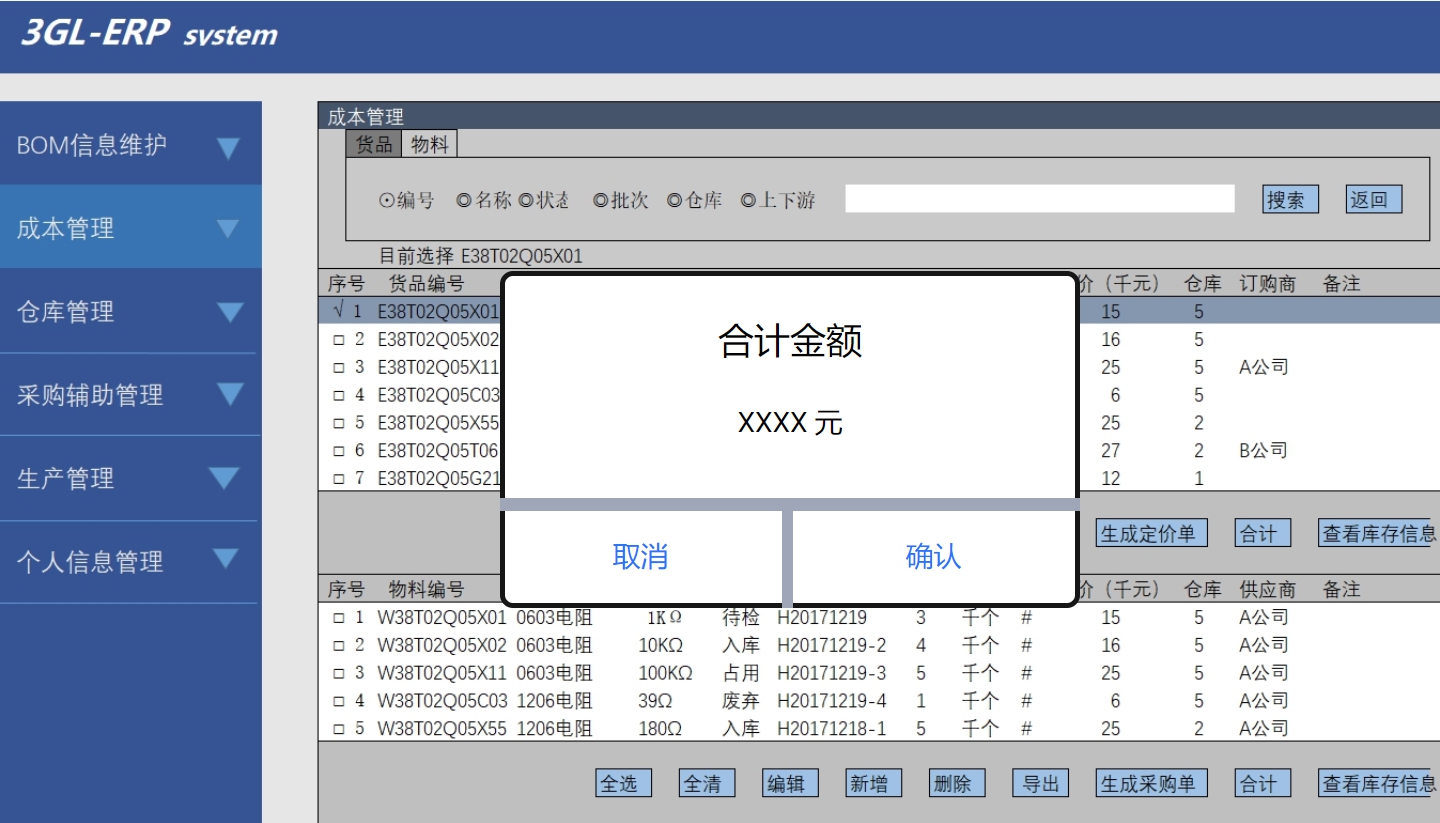 3GL-ERP system
BOM信息维护
成本管理
仓库管理
采购辅助管理
生产管理
个人信息管理
成本管理
货品 物料
⊙编号 ◎名称 ◎状态 ◎批次 ◎仓库 ◎上下游 搜索 返回
目前选择 E38T02Q05X01
序号 货品编号 价（千元） 仓库 订购商 备注
√ 1 E38T02Q05X01 15 5
□ 2 E38T02Q05X02 16 5
□ 3 E38T02Q05X11 25 5 A公司
□ 4 E38T02Q05C03 6 5
□ 5 E38T02Q05X55 25 2
□ 6 E38T02Q05T06 27 2 B公司
□ 7 E38T02Q05G21 12 1
合计金额
XXXX 元
取消 确认
生成定价单 合计 查看库存信息
序号 物料编号 价（千元） 仓库 供应商 备注
□ 1 W38T02Q05X01 0603电阻 1KΩ 待检 H20171219 3 千个 # 15 5 A公司
□ 2 W38T02Q05X02 0603电阻 10KΩ 入库 H20171219-2 4 千个 # 16 5 A公司
□ 3 W38T02Q05X11 0603电阻 100KΩ 占用 H20171219-3 5 千个 # 25 5 A公司
□ 4 W38T02Q05C03 1206电阻 39Ω 废弃 H20171219-4 1 千个 # 6 5 A公司
□ 5 W38T02Q05X55 1206电阻 180Ω 入库 H20171218-1 5 千个 # 25 2 A公司
全选 全清 编辑 新增 删除 导出 生成采购单 合计 查看库存信息